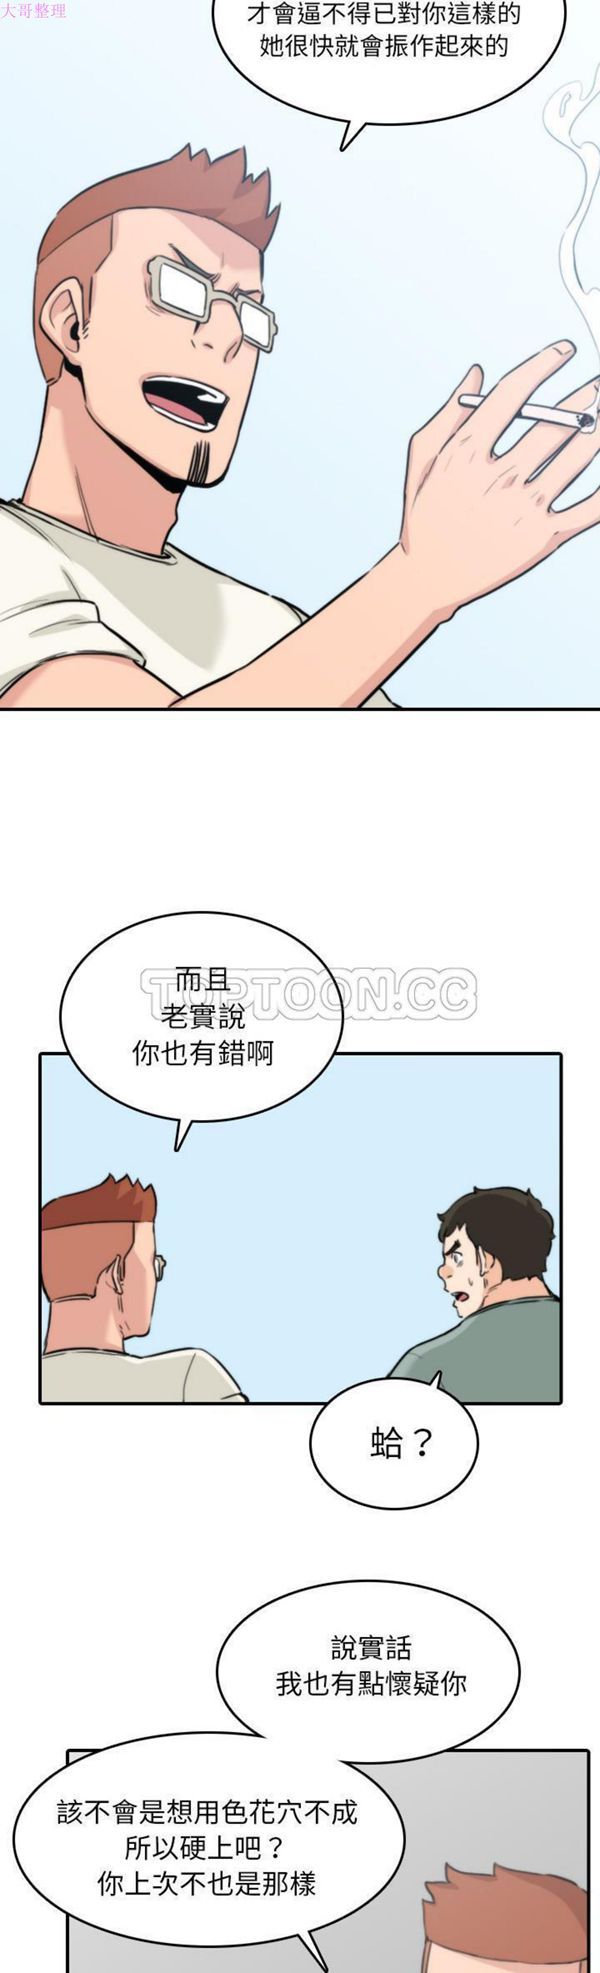 大哥整理
才會逼不得已對你這樣的
她很快就會振作起來的
TOPTOON.CC
而且
老實說
你也有錯啊
蛤？
說實話
我也有點懷疑你
該不會是想用色花穴不成
所以硬上吧？
你上次不也是那樣